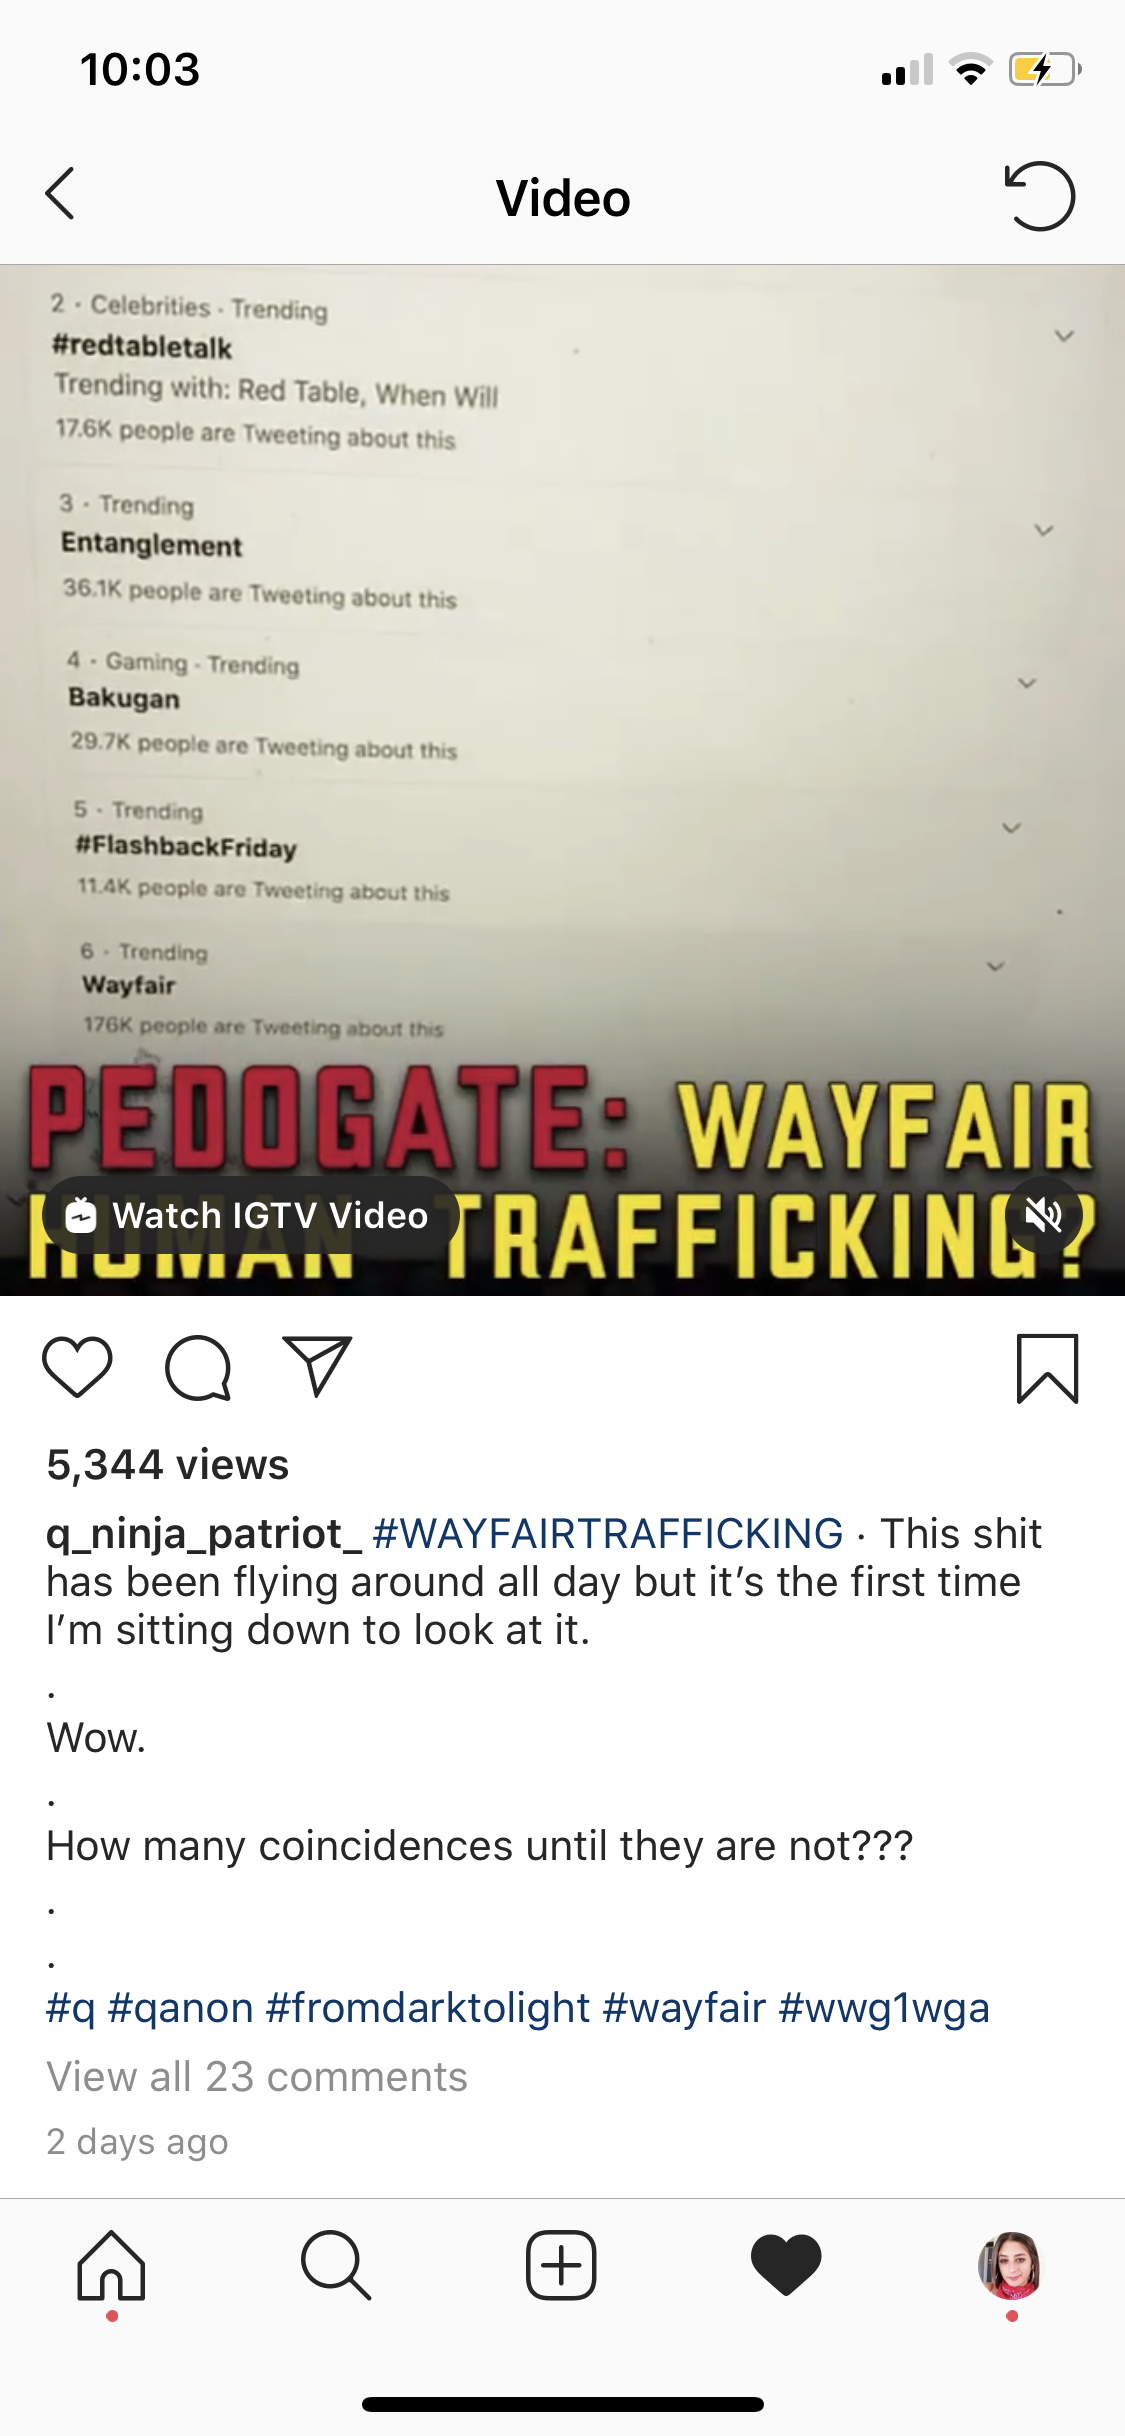 10:03
Video
2 · Celebrities · Trending
#redtabletalk
Trending with: Red Table, When Will
17.6K people are Tweeting about this
3 · Trending
Entanglement
36.1K people are Tweeting about this
4 · Gaming · Trending
Bakugan
29.7K people are Tweeting about this
5 · Trending
#FlashbackFriday
11.4K people are Tweeting about this
6 · Trending
Wayfair
176K people are Tweeting about this
PEDOGATE: WAYFAIR
HUMAN TRAFFICKING?
Watch IGTV Video
5,344 views
q_ninja_patriot_ #WAYFAIRTRAFFICKING · This shit
has been flying around all day but it’s the first time
I’m sitting down to look at it.
.
Wow.
.
How many coincidences until they are not???
.
.
#q #qanon #fromdarktolight #wayfair #wwg1wga
View all 23 comments
2 days ago